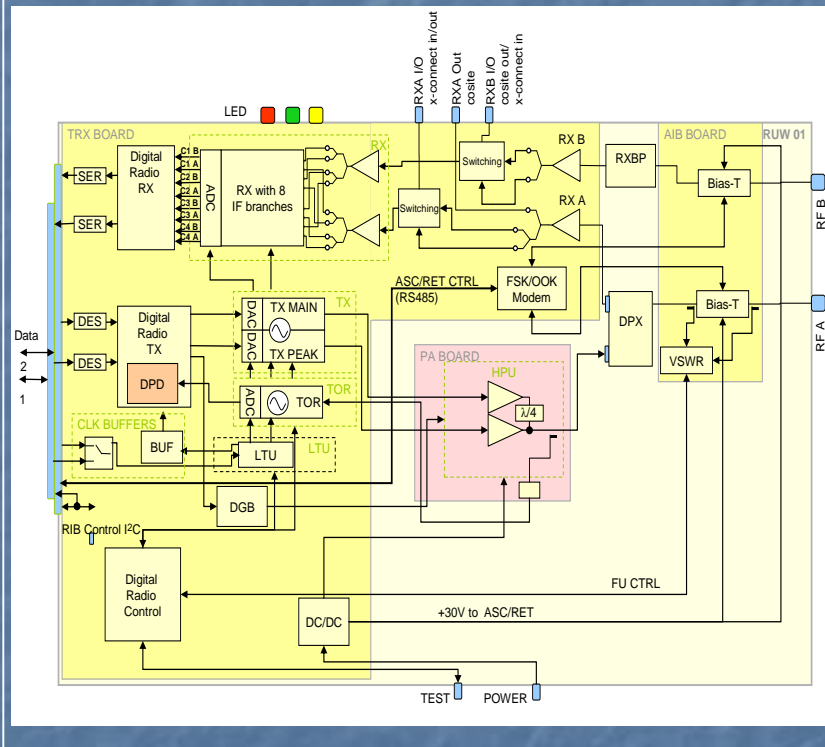 RXA I/O
x-connect in/out
RXA Out
cosite
RXB I/O
cosite out/
x-connect in
LED
TRX BOARD
RX
AIB BOARD
RUW 01
SER
SER
Digital
Radio
RX
C1 B
C1 A
C2 B
C2 A
C3 B
C3 A
C4 B
C4 A
ADC
RX with 8
IF branches
Switching
Switching
RX B
RX A
RXBP
Bias-T
RF B
ASC/RET CTRL
(RS485)
FSK/OOK
Modem
DPX
Bias-T
RF A
VSWR
Data
2
1
DES
DES
Digital
Radio
TX
DPD
DAC
DAC
TX MAIN
TX PEAK
TX
ADC
TOR
TOR
PA BOARD
HPU
λ/4
CLK BUFFERS
BUF
LTU
LTU
DGB
RIB Control I²C
Digital
Radio
Control
DC/DC
FU CTRL
+30V to ASC/RET
TEST
POWER